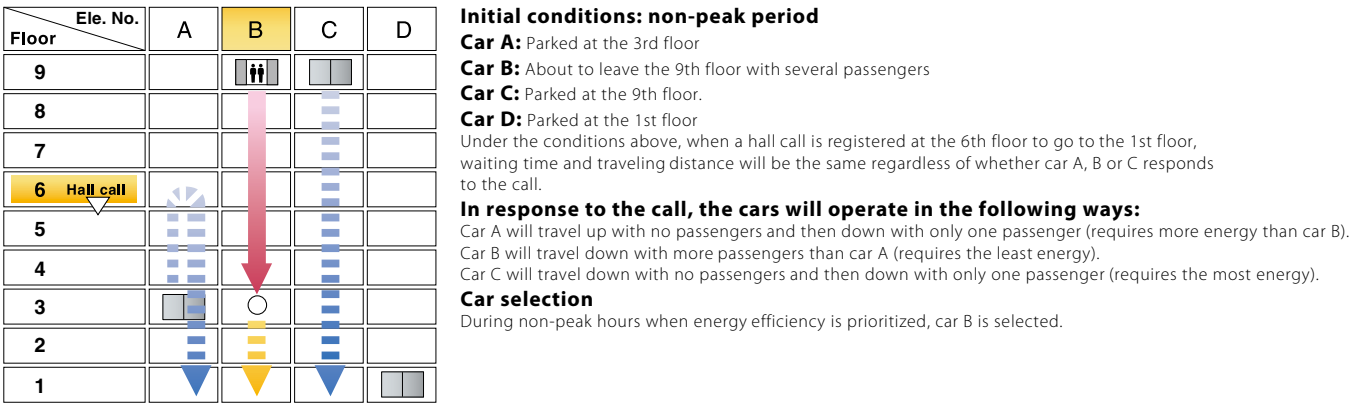 Ele. No.
Floor
A
B
C
D
9
8
7
6 Hall call
5
4
3
2
1
Initial conditions: non-peak period
Car A: Parked at the 3rd floor
Car B: About to leave the 9th floor with several passengers
Car C: Parked at the 9th floor.
Car D: Parked at the 1st floor
Under the conditions above, when a hall call is registered at the 6th floor to go to the 1st floor,
waiting time and traveling distance will be the same regardless of whether car A, B or C responds
to the call.
In response to the call, the cars will operate in the following ways:
Car A will travel up with no passengers and then down with only one passenger (requires more energy than car B).
Car B will travel down with more passengers than car A (requires the least energy).
Car C will travel down with no passengers and then down with only one passenger (requires the most energy).
Car selection
During non-peak hours when energy efficiency is prioritized, car B is selected.